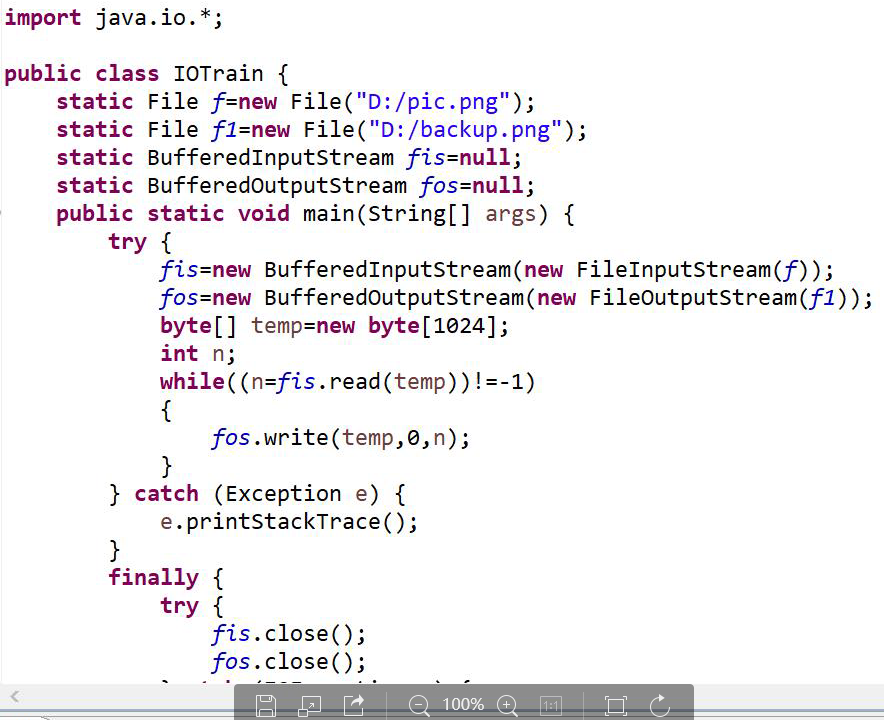 import java.io.*;
public class IOTrain {
static File f=new File("D:/pic.png");
static File f1=new File("D:/backup.png");
static BufferedInputStream fis=null;
static BufferedOutputStream fos=null;
public static void main(String[] args) {
try {
fis=new BufferedInputStream(new FileInputStream(f));
fos=new BufferedOutputStream(new FileOutputStream(f1));
byte[] temp=new byte[1024];
int n;
while((n=fis.read(temp))!=-1)
{
fos.write(temp,0,n);
}
} catch (Exception e) {
e.printStackTrace();
}
finally {
try {
fis.close();
fos.close();
100%
1:1